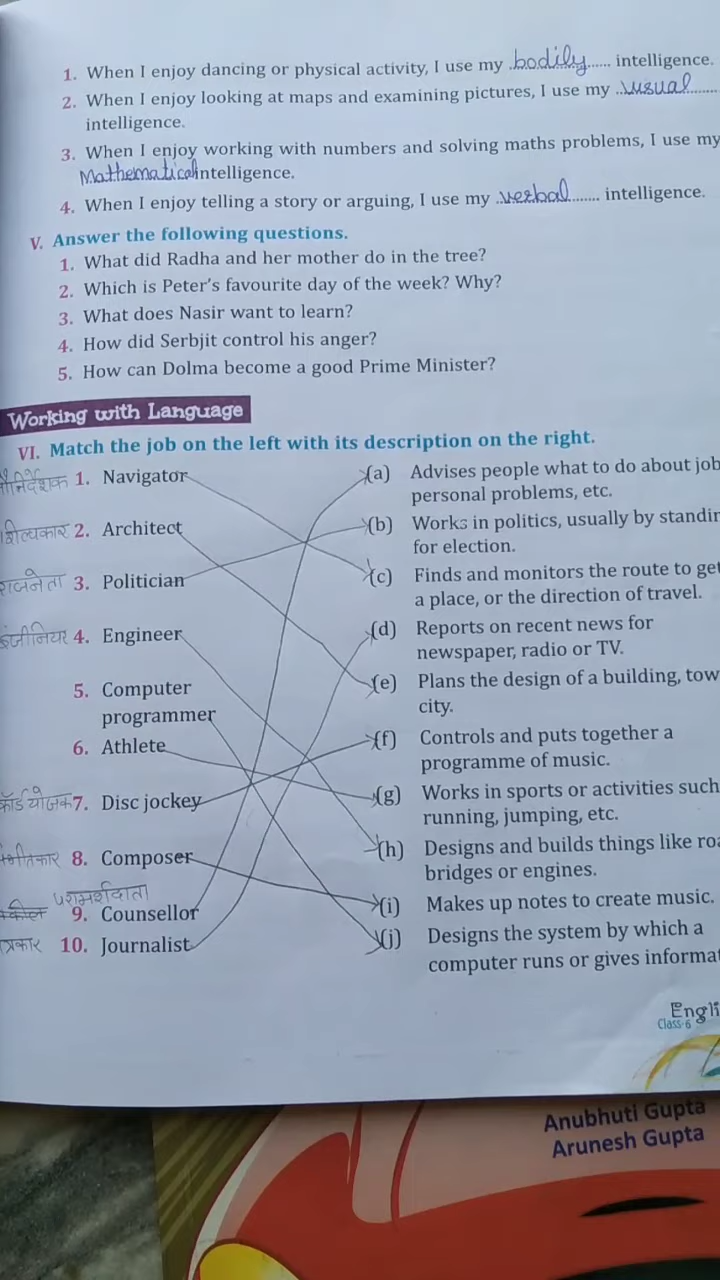 1. When I enjoy dancing or physical activity, I use my ..bodily...... intelligence.
2. When I enjoy looking at maps and examining pictures, I use my ..visual........
intelligence.
3. When I enjoy working with numbers and solving maths problems, I use my
Mathematical intelligence.
4. When I enjoy telling a story or arguing, I use my ..verbal........ intelligence.
V. Answer the following questions.
1. What did Radha and her mother do in the tree?
2. Which is Peter's favourite day of the week? Why?
3. What does Nasir want to learn?
4. How did Serbjit control his anger?
5. How can Dolma become a good Prime Minister?
Working with Language
VI. Match the job on the left with its description on the right.
1. Navigator (a) Advises people what to do about job
personal problems, etc.
शिल्पकार 2. Architect (b) Works in politics, usually by standin
for election.
राजनेता 3. Politician (c) Finds and monitors the route to get
a place, or the direction of travel.
इंजीनियर 4. Engineer (d) Reports on recent news for
newspaper, radio or TV.
5. Computer (e) Plans the design of a building, tow
programmer city.
6. Athlete (f) Controls and puts together a
programme of music.
7. Disc jockey (g) Works in sports or activities such
running, jumping, etc.
8. Composer (h) Designs and builds things like roa
bridges or engines.
परामर्शदाता
9. Counsellor (i) Makes up notes to create music.
10. Journalist (j) Designs the system by which a
computer runs or gives informat
Engli
Class-6
Anubhuti Gupta
Arunesh Gupta